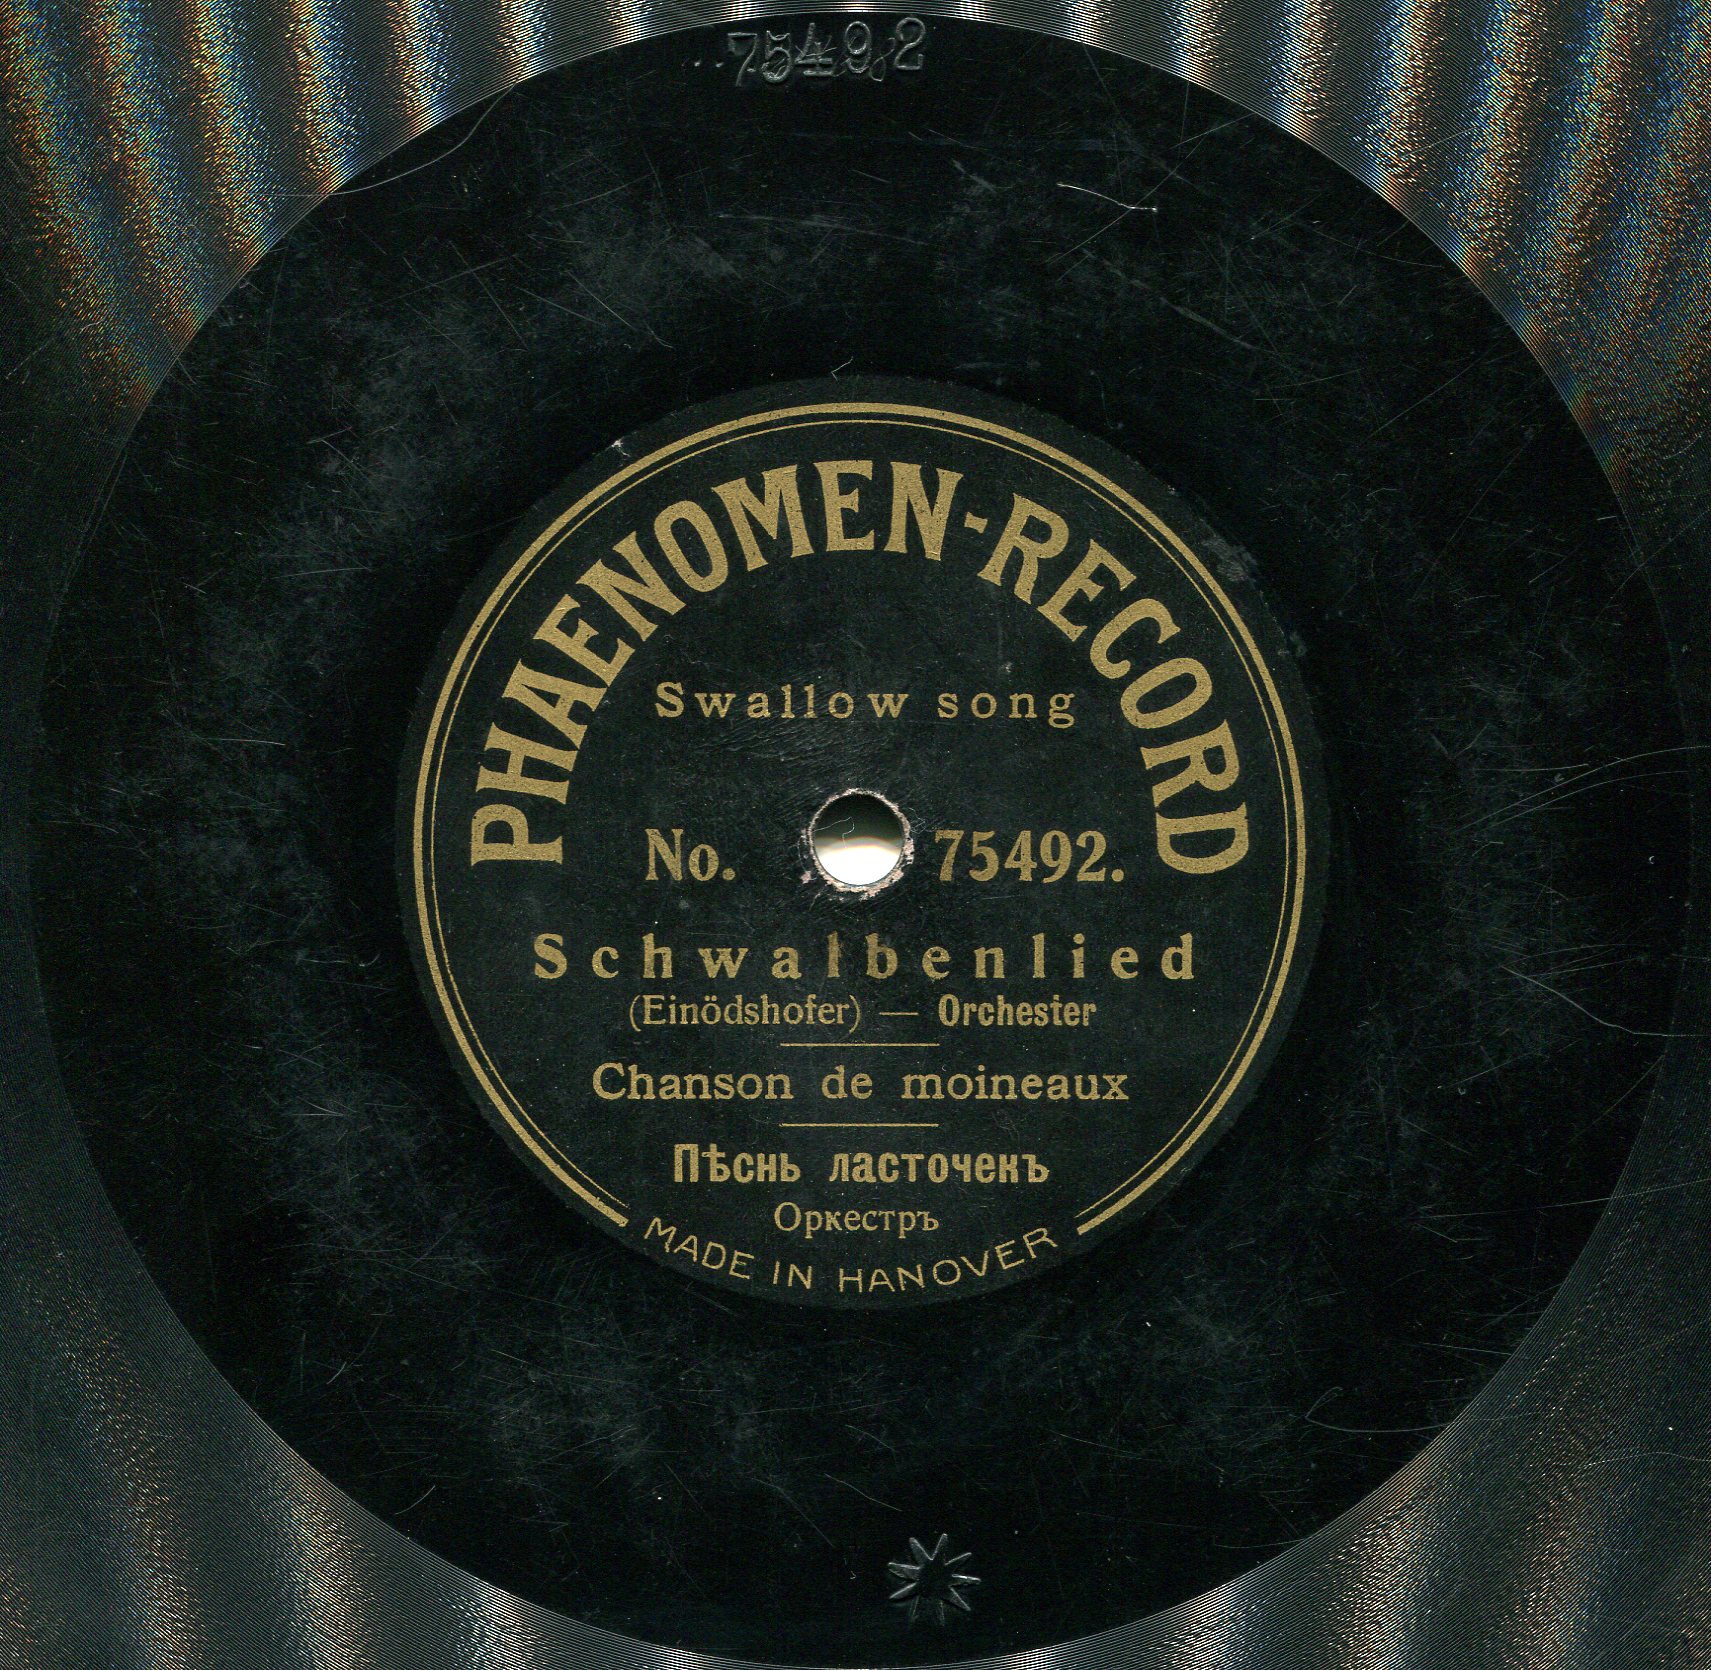 75492
PHAENOMEN-RECORD
Swallow song
No. 75492.
Schwalbenlied
(Einödshofer) — Orchester
Chanson de moineaux
Пѣснь ласточекъ
Оркестръ
MADE IN HANOVER